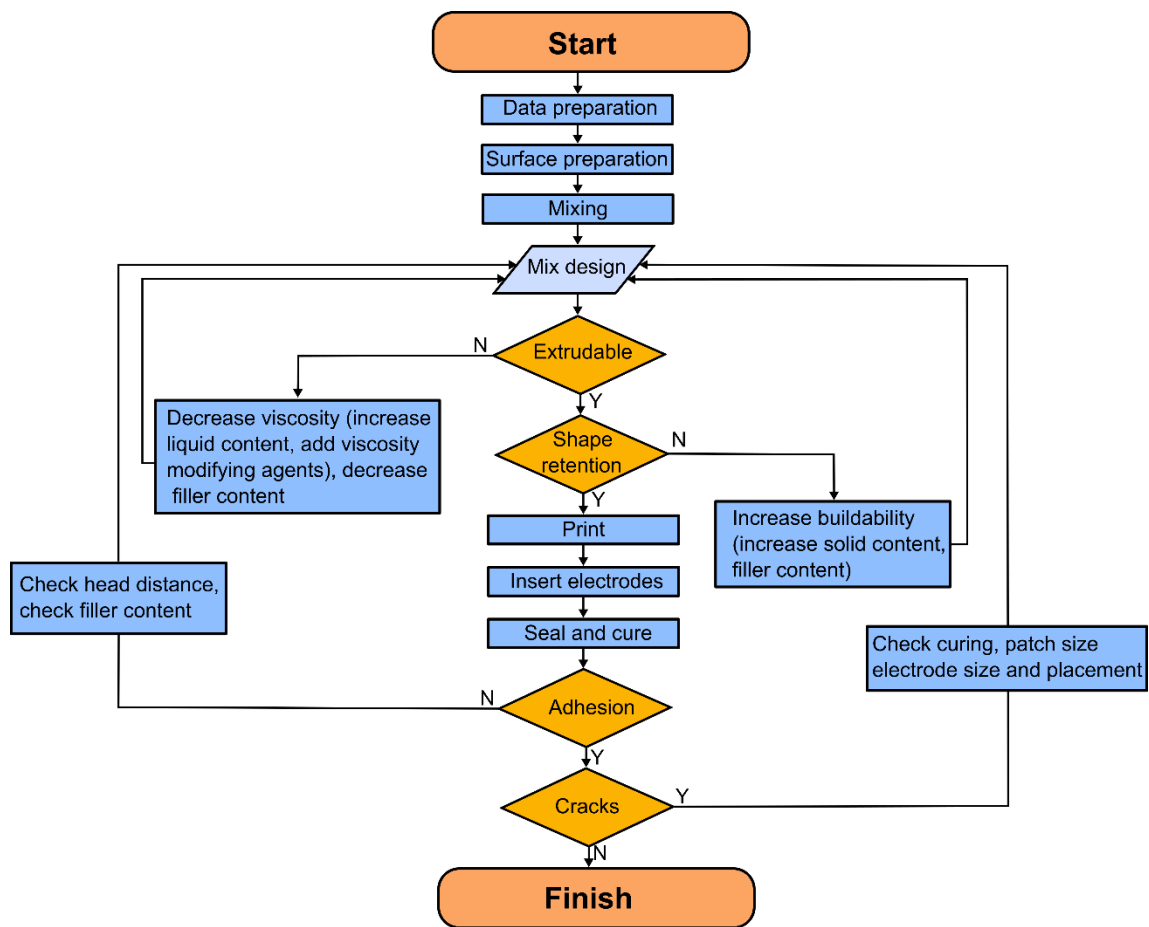 Start
Data preparation
Surface preparation
Mixing
Mix design
Extrudable
N
Y
Decrease viscosity (increase
liquid content, add viscosity
modifying agents), decrease
filler content
Shape
retention
N
Y
Increase buildability
(increase solid content,
filler content)
Print
Insert electrodes
Seal and cure
Check head distance,
check filler content
Check curing, patch size
electrode size and placement
Adhesion
N
Y
Cracks
Y
N
Finish